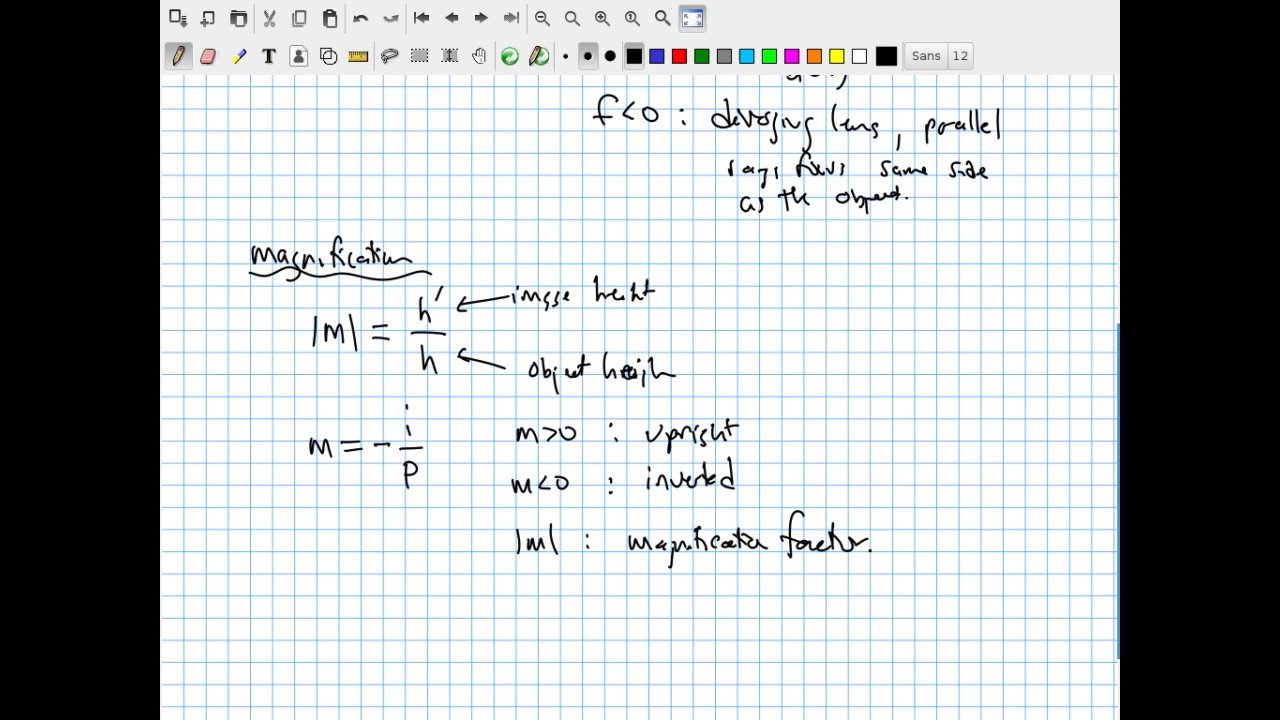 Sans 12
f<0 : diverging lens, parallel
rays focus same side
as the object.
magnification
|m| = h'/h
image height
object heigh
m = - i/p
m>0 : upright
m<0 : inverted
|m| : magnification factor.